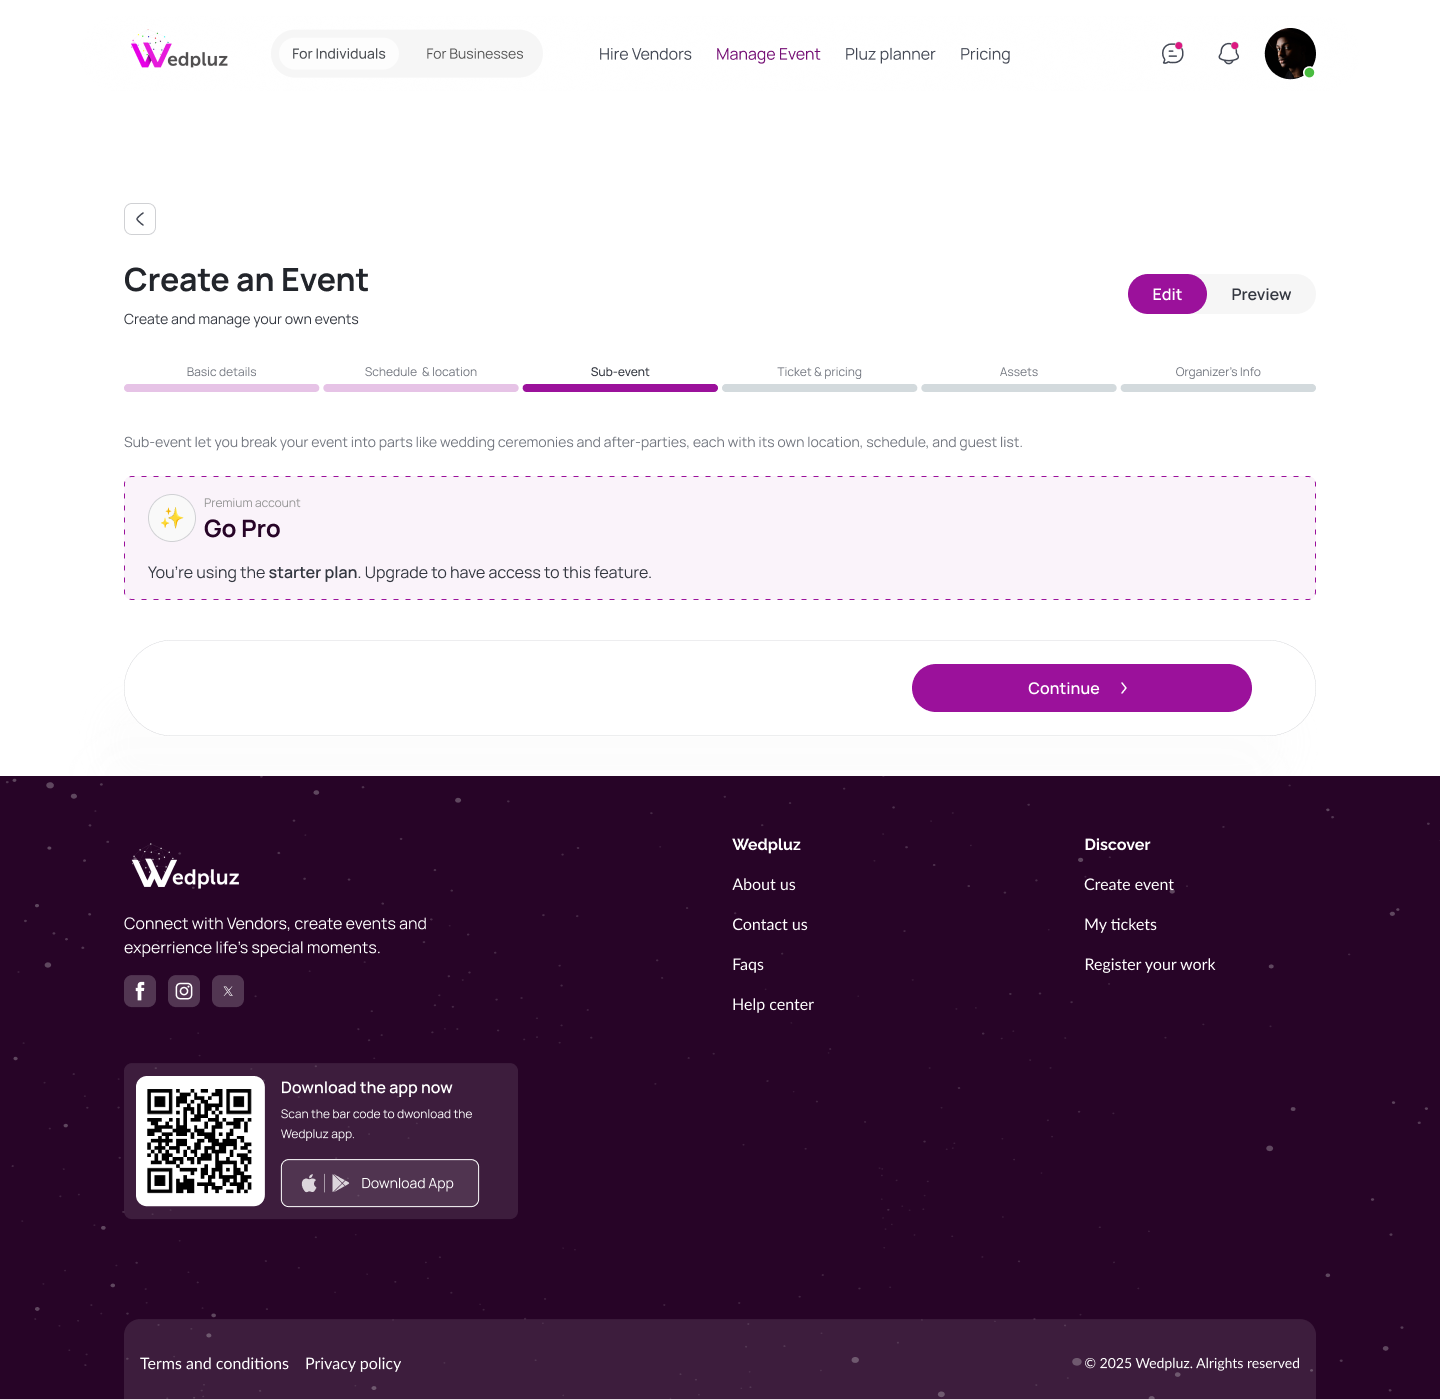 Wedpluz
For Individuals
For Businesses
Hire Vendors
Manage Event
Pluz planner
Pricing
Create an Event
Create and manage your own events
Edit
Preview
Basic details
Schedule & location
Sub-event
Ticket & pricing
Assets
Organizer's Info
Sub-event let you break your event into parts like wedding ceremonies and after-parties, each with its own location, schedule, and guest list.
Premium account
Go Pro
You're using the starter plan. Upgrade to have access to this feature.
Continue
Wedpluz
Connect with Vendors, create events and
experrience life's special moments.
Wedpluz
About us
Contact us
Faqs
Help center
Discover
Create event
My tickets
Register your work
Download the app now
Scan the bar code to dwonload the
Wedpluz app.
Download App
Terms and conditions
Privacy policy
© 2025 Wedpluz. Alrights reserved